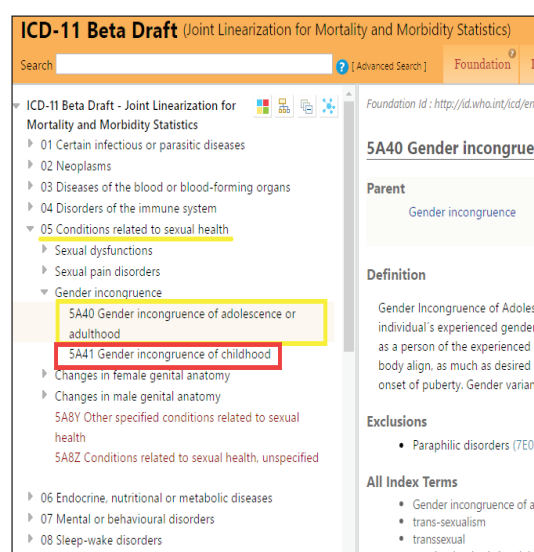 ICD-11 Beta Draft (Joint Linearization for Mortality and Morbidity Statistics)
Search
? [ Advanced Search ]
Foundation ?
ICD-11 Beta Draft - Joint Linearization for
Mortality and Morbidity Statistics
01 Certain infectious or parasitic diseases
02 Neoplasms
03 Diseases of the blood or blood-forming organs
04 Disorders of the immune system
05 Conditions related to sexual health
Sexual dysfunctions
Sexual pain disorders
Gender incongruence
5A40 Gender incongruence of adolescence or
adulthood
5A41 Gender incongruence of childhood
Changes in female genital anatomy
Changes in male genital anatomy
5A8Y Other specified conditions related to sexual
health
5A8Z Conditions related to sexual health, unspecified
06 Endocrine, nutritional or metabolic diseases
07 Mental or behavioural disorders
08 Sleep-wake disorders
Foundation Id : http://id.who.int/icd/en
5A40 Gender incongrue
Parent
Gender incongruence
Definition
Gender Incongruence of Adoles
individual´s experienced gender
as a person of the experienced
body align, as much as desired
onset of puberty. Gender varian
Exclusions
Paraphilic disorders (7E0
All Index Terms
Gender incongruence of a
trans-sexualism
transsexual